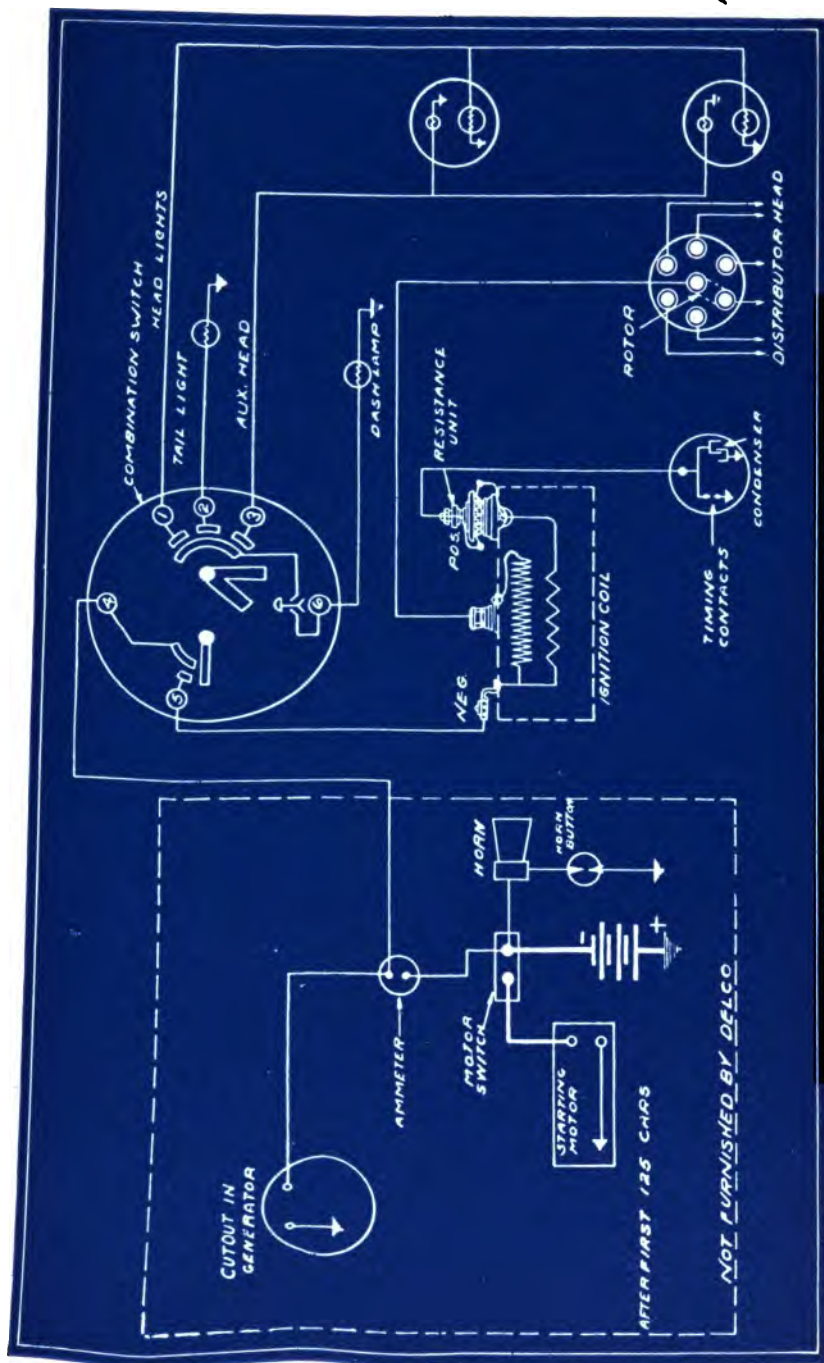 COMBINATION SWITCH
HEAD LIGHTS
TAIL LIGHT
AUX. HEAD
1
2
3
4
5
6
DASH LAMP
RESISTANCE
UNIT
POS.
NEG.
IGNITION COIL
ROTOR
DISTRIBUTOR HEAD
TIMING
CONTACTS
CONDENSER
CUTOUT IN
GENERATOR
AMMETER
MOTOR
SWITCH
HORN
HORN
BUTTON
-
+
STARTING
MOTOR
AFTER FIRST 125 CARS
NOT FURNISHED BY DELCO